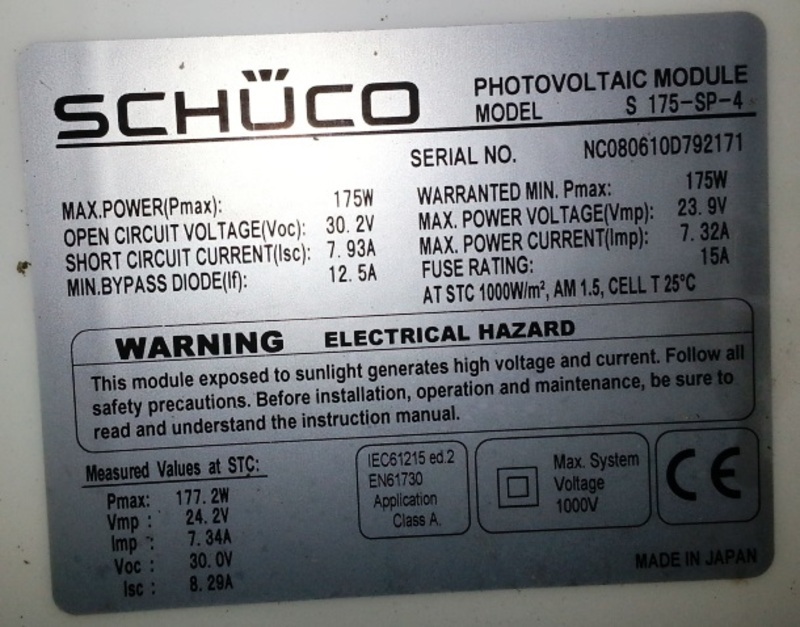 SCHÜCO
PHOTOVOLTAIC MODULE
MODEL S 175-SP-4
SERIAL NO. NC080610D792171
MAX.POWER(Pmax): 175W
OPEN CIRCUIT VOLTAGE(Voc): 30.2V
SHORT CIRCUIT CURRENT(Isc): 7.93A
MIN.BYPASS DIODE(If): 12.5A
WARRANTED MIN. Pmax: 175W
MAX. POWER VOLTAGE(Vmp): 23.9V
MAX. POWER CURRENT(Imp): 7.32A
FUSE RATING: 15A
AT STC 1000W/m², AM 1.5, CELL T 25°C
WARNING ELECTRICAL HAZARD
This module exposed to sunlight generates high voltage and current. Follow all
safety precautions. Before installation, operation and maintenance, be sure to
read and understand the instruction manual.
Measured Values at STC:
Pmax: 177.2W
Vmp : 24.2V
Imp : 7.34A
Voc : 30.0V
Isc : 8.29A
IEC61215 ed.2
EN61730
Application
Class A.
Max. System
Voltage
1000V
CE
MADE IN JAPAN